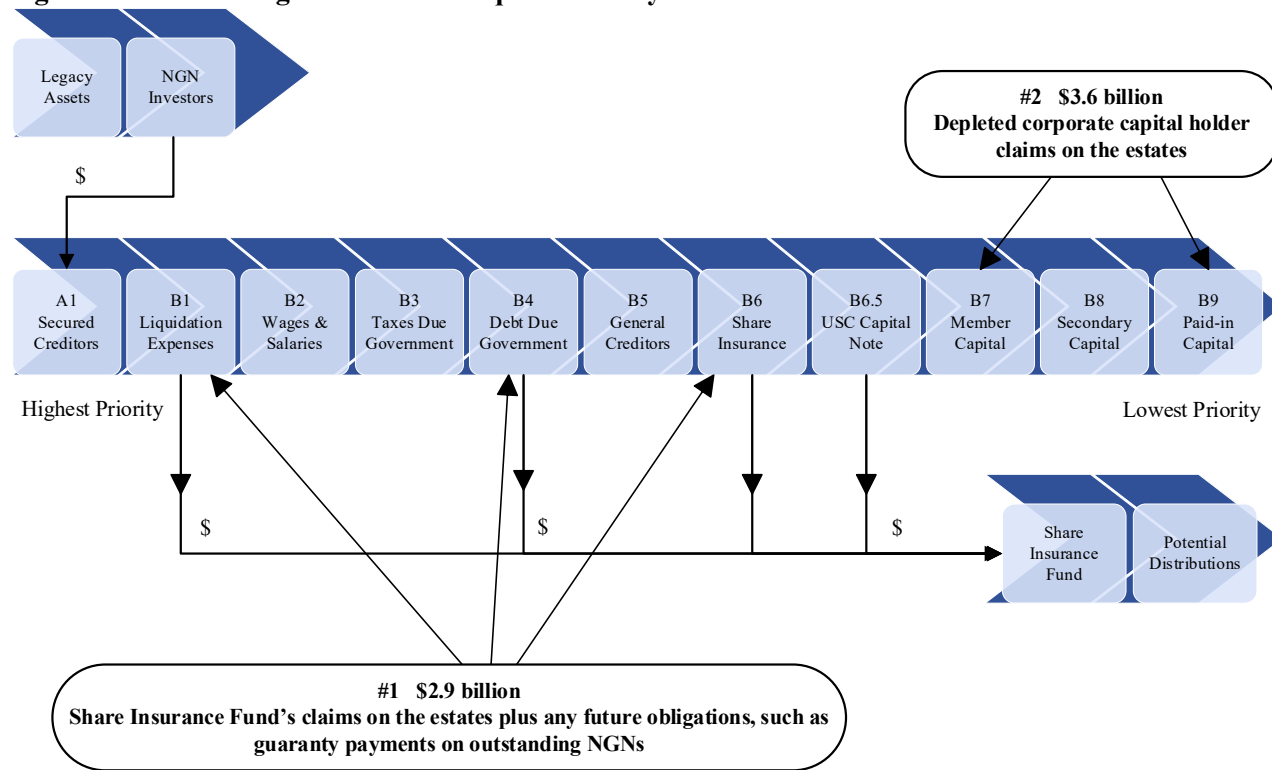 Legacy
Assets
NGN
Investors
$
#2 $3.6 billion
Depleted corporate capital holder
claims on the estates
A1
Secured
Creditors
B1
Liquidation
Expenses
B2
Wages &
Salaries
B3
Taxes Due
Government
B4
Debt Due
Government
B5
General
Creditors
B6
Share
Insurance
B6.5
USC Capital
Note
B7
Member
Capital
B8
Secondary
Capital
B9
Paid-in
Capital
Highest Priority
Lowest Priority
$
$
$
Share
Insurance
Fund
Potential
Distributions
#1 $2.9 billion
Share Insurance Fund’s claims on the estates plus any future obligations, such as
guaranty payments on outstanding NGNs